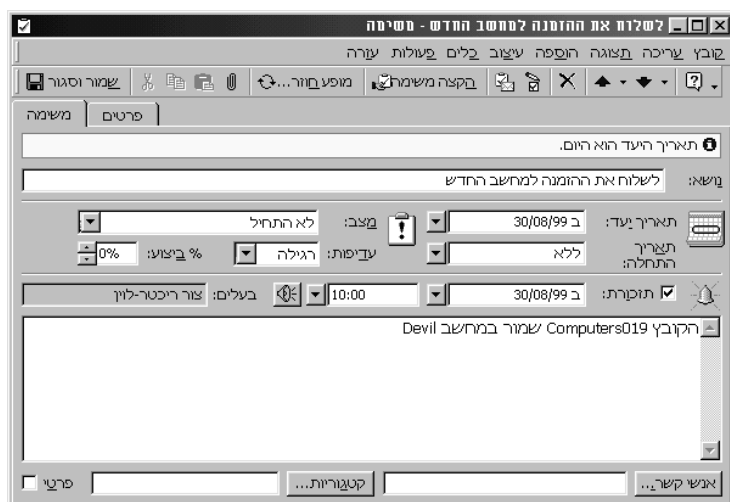 לשלוח את ההזמנה למחשב החדש - משימה
קובץ עריכה תצוגה הוספה עיצוב כלים פעולות עזרה
שמור וסגור מופע חוזר... הקצה משימה
משימה פרטים
תאריך היעד הוא היום.
נושא: לשלוח את ההזמנה למחשב החדש
תאריך יעד: ב 30/08/99 מצב: לא התחיל
תאריך התחלה: ללא עדיפות: רגילה % ביצוע: 0%
תזכורת: ב 30/08/99 10:00 בעלים: צור ריכטר-לוין
הקובץ Computers019 שמור במחשב Devil
אנשי קשר... קטגוריות... פרטי